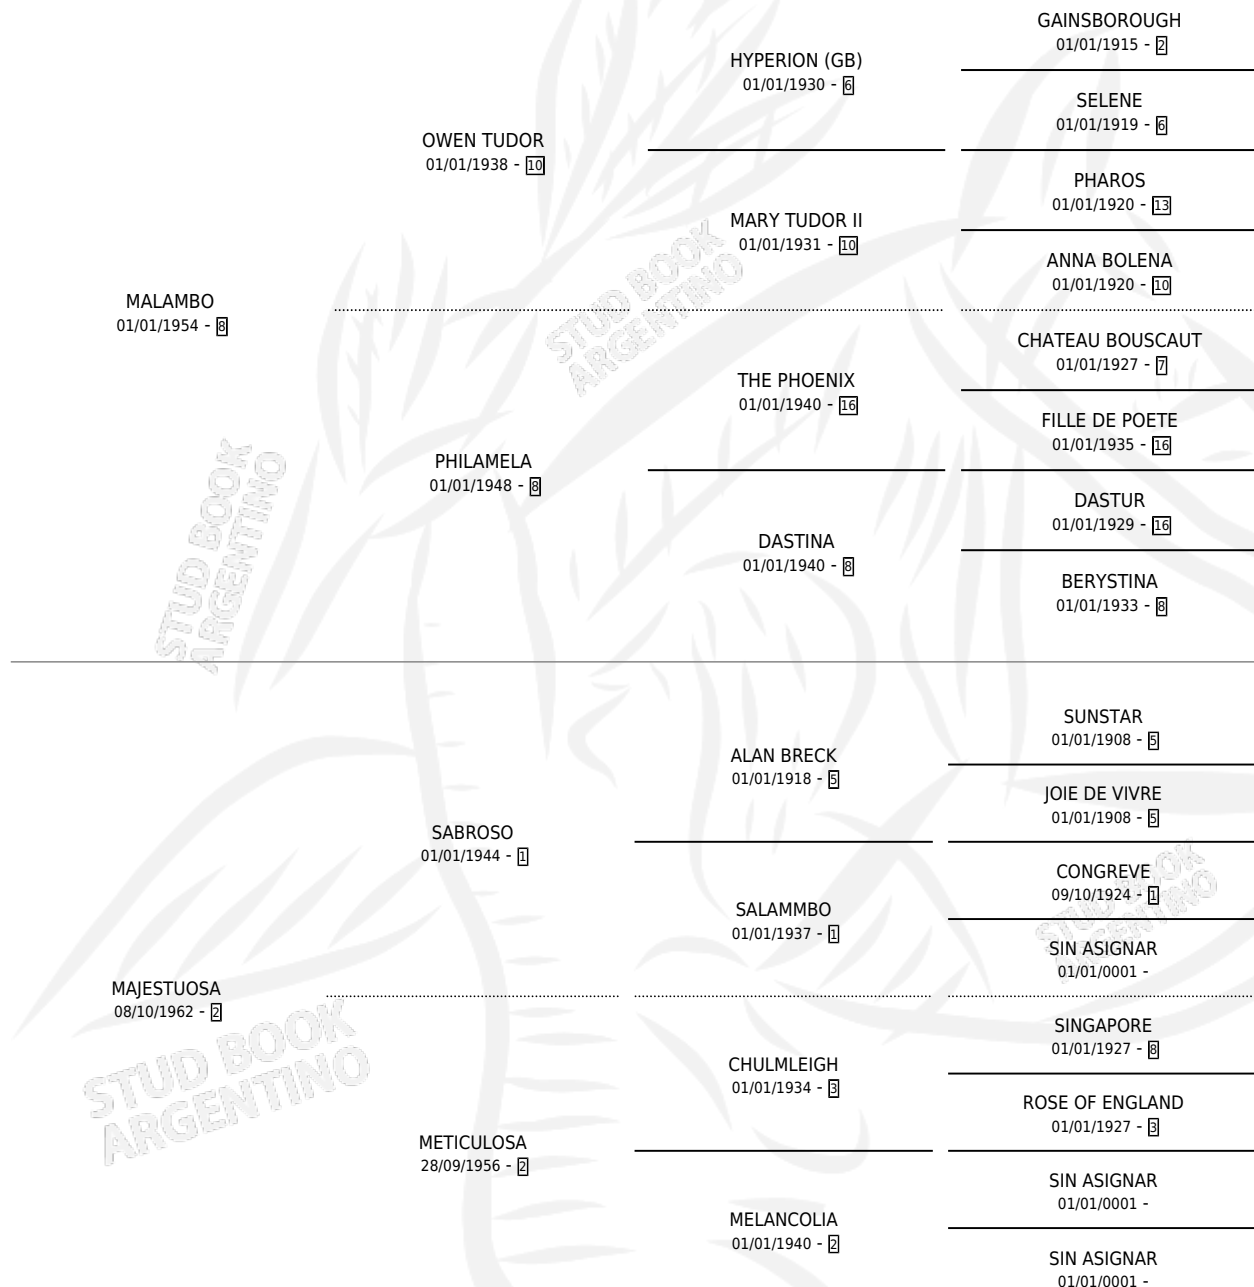 GAINSBOROUGH
01/01/1915 - 2
HYPERION (GB)
01/01/1930 - 6
SELENE
01/01/1919 - 6
OWEN TUDOR
01/01/1938 - 10
PHAROS
01/01/1920 - 13
MARY TUDOR II
01/01/1931 - 10
ANNA BOLENA
01/01/1920 - 10
STUD BOOK
ARGENTINO
MALAMBO
01/01/1954 - 8
CHATEAU BOUSCAUT
01/01/1927 - 7
THE PHOENIX
01/01/1940 - 16
FILLE DE POETE
01/01/1935 - 16
PHILAMELA
01/01/1948 - 8
DASTUR
01/01/1929 - 16
DASTINA
01/01/1940 - 8
BERYSTINA
01/01/1933 - 8
STUD BOOK
ARGENTINO
SUNSTAR
01/01/1908 - 5
ALAN BRECK
01/01/1918 - 5
JOIE DE VIVRE
01/01/1908 - 5
SABROSO
01/01/1944 - 1
CONGREVE
09/10/1924 - 1
SALAMMBO
01/01/1937 - 1
STUD BOOK
ARGENTINO
SIN ASIGNAR
01/01/0001 -
MAJESTUOSA
08/10/1962 - 2
SINGAPORE
01/01/1927 - 8
CHULMLEIGH
01/01/1934 - 3
STUD BOOK
ARGENTINO
ROSE OF ENGLAND
01/01/1927 - 3
METICULOSA
28/09/1956 - 2
SIN ASIGNAR
01/01/0001 -
MELANCOLIA
01/01/1940 - 2
SIN ASIGNAR
01/01/0001 -